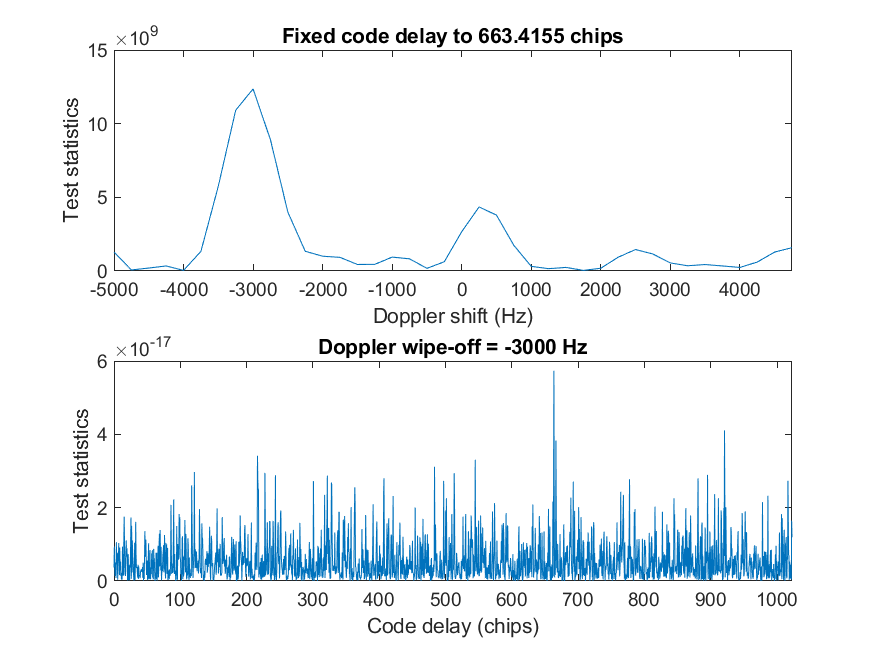 ×10^9
Fixed code delay to 663.4155 chips
15
10
5
0
Test statistics
-5000 -4000 -3000 -2000 -1000 0 1000 2000 3000 4000
Doppler shift (Hz)
×10^-17
Doppler wipe-off = -3000 Hz
6
4
2
0
Test statistics
0 100 200 300 400 500 600 700 800 900 1000
Code delay (chips)